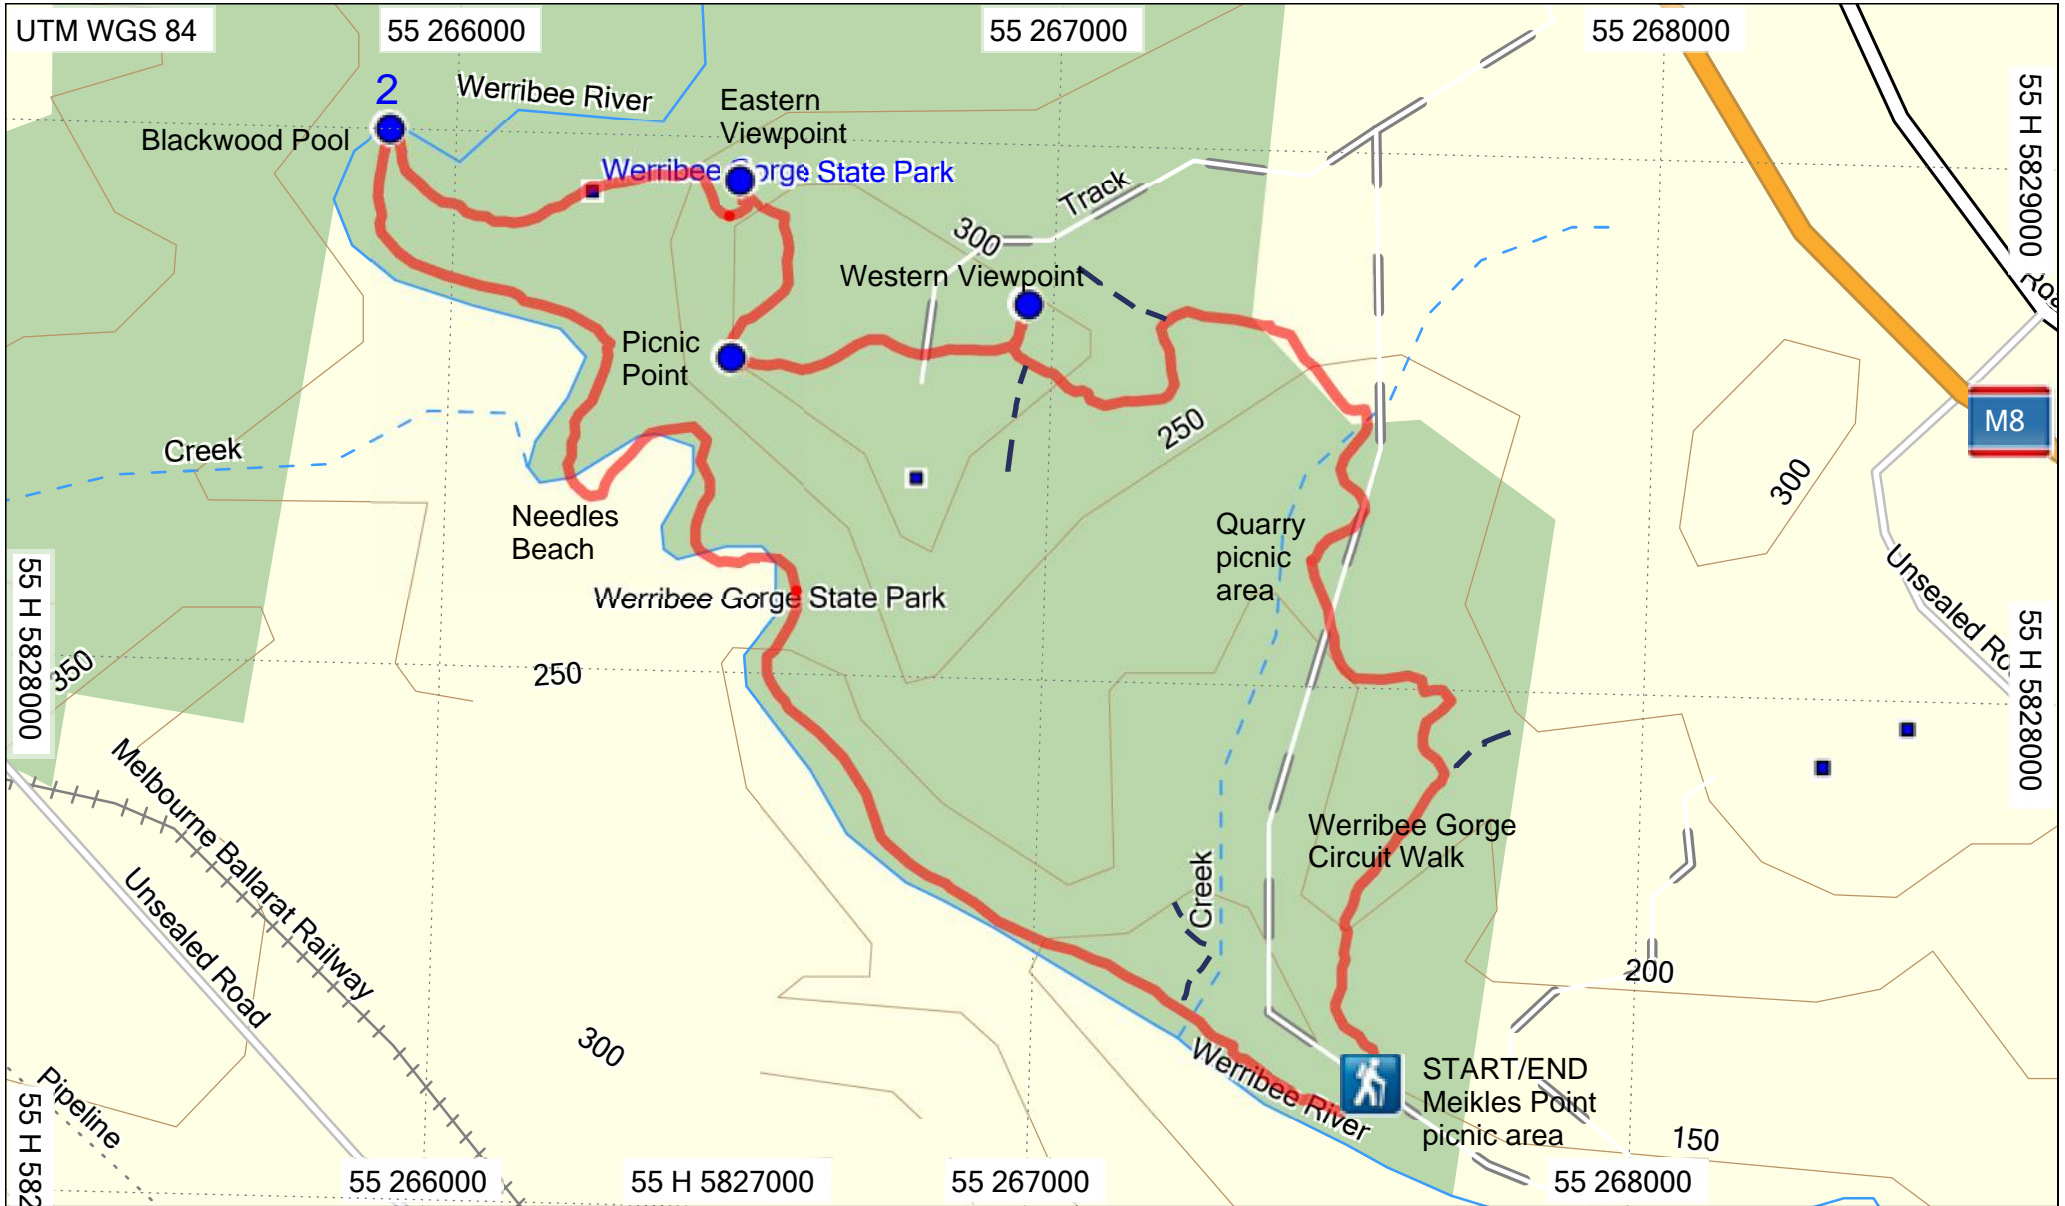 UTM WGS 84
55 266000
55 267000
55 268000
2
Werribee River
Eastern
Viewpoint
Blackwood Pool
Werribee Gorge State Park
55 H 5829000
Track
300
Western Viewpoint
Picnic
Point
M8
250
Creek
300
Needles
Beach
Quarry
picnic
area
Werribee Gorge State Park
Unsealed
55 H 5828000
55 H 5828000
350
250
Melbourne Ballarat Railway
Werribee Gorge
Circuit Walk
Unsealed Road
Creek
200
300
Werribee River
START/END
Meikles Point
picnic area
Pipeline
150
55 H 582
55 266000
55 H 5827000
55 267000
55 268000